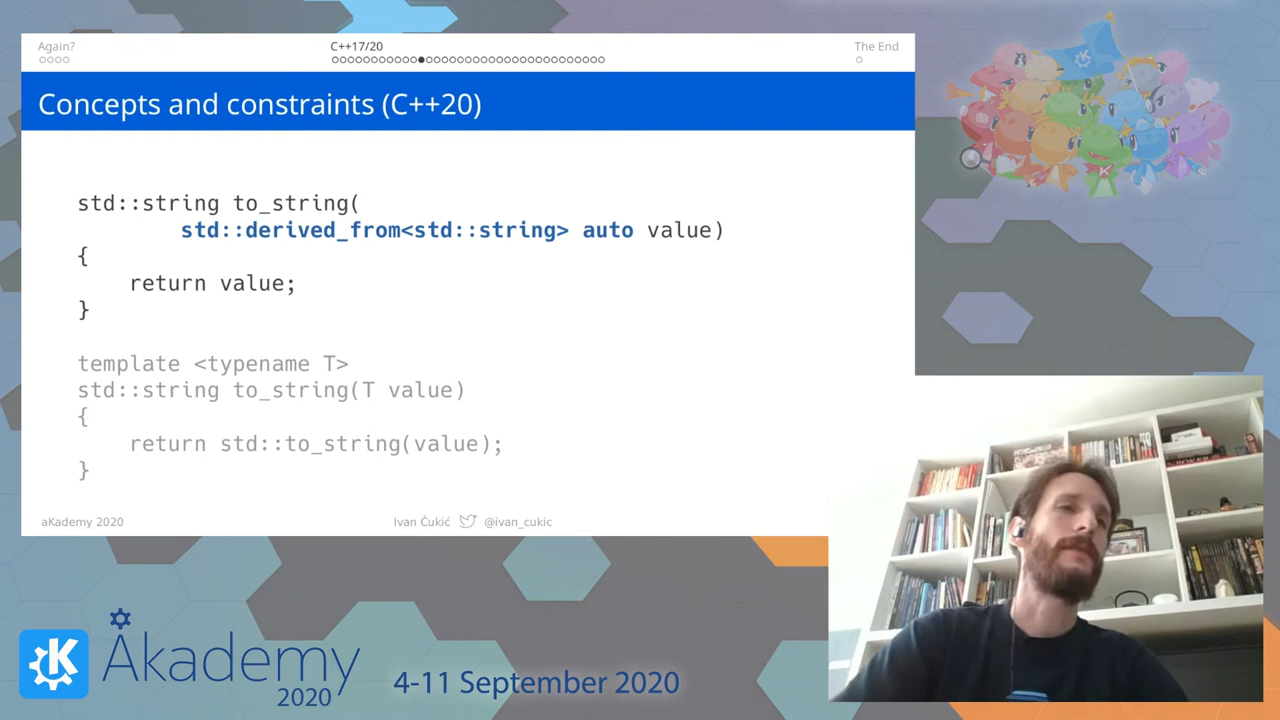 Again?
C++17/20
The End
Concepts and constraints (C++20)
std::string to_string(
std::derived_from<std::string> auto value)
{
return value;
}
template <typename T>
std::string to_string(T value)
{
return std::to_string(value);
}
aKademy 2020
Ivan Čukić
@ivan_cukic
Akademy
2020
4-11 September 2020